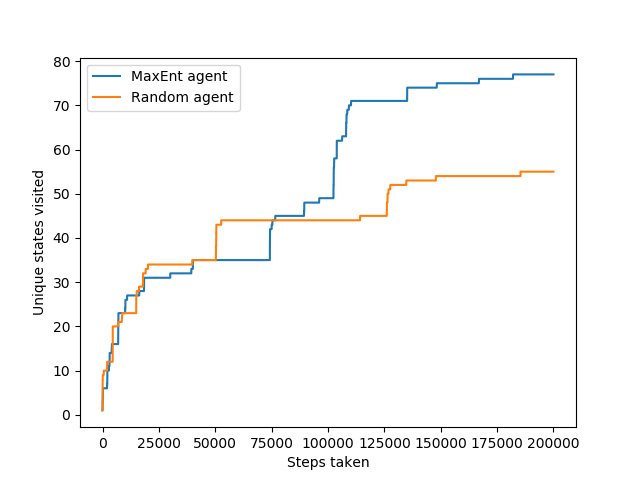 80
70
60
50
40
30
20
10
0
Unique states visited
MaxEnt agent
Random agent
0 25000 50000 75000 100000 125000 150000 175000 200000
Steps taken